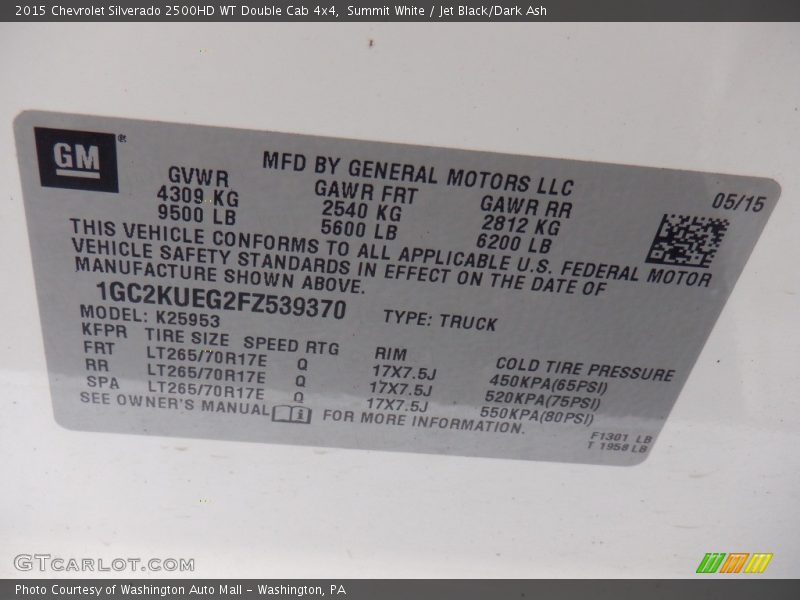 2015 Chevrolet Silverado 2500HD WT Double Cab 4x4,  Summit White / Jet Black/Dark Ash
GM®
MFD BY GENERAL MOTORS LLC
GVWR GAWR FRT GAWR RR 05/15
4309 KG 2540 KG 2812 KG
9500 LB 5600 LB 6200 LB
THIS VEHICLE CONFORMS TO ALL APPLICABLE U.S. FEDERAL MOTOR
VEHICLE SAFETY STANDARDS IN EFFECT ON THE DATE OF
MANUFACTURE SHOWN ABOVE.
1GC2KUEG2FZ539370 TYPE: TRUCK
MODEL: K25953
KFPR TIRE SIZE SPEED RTG RIM COLD TIRE PRESSURE
FRT LT265/70R17E Q 17X7.5J 450KPA(65PSI)
RR LT265/70R17E Q 17X7.5J 520KPA(75PSI)
SPA LT265/70R17E Q 17X7.5J 550KPA(80PSI)
SEE OWNER'S MANUAL FOR MORE INFORMATION.
F1301 LB
T 1958 LB
GTCARLOT.COM
Photo Courtesy of Washington Auto Mall - Washington, PA